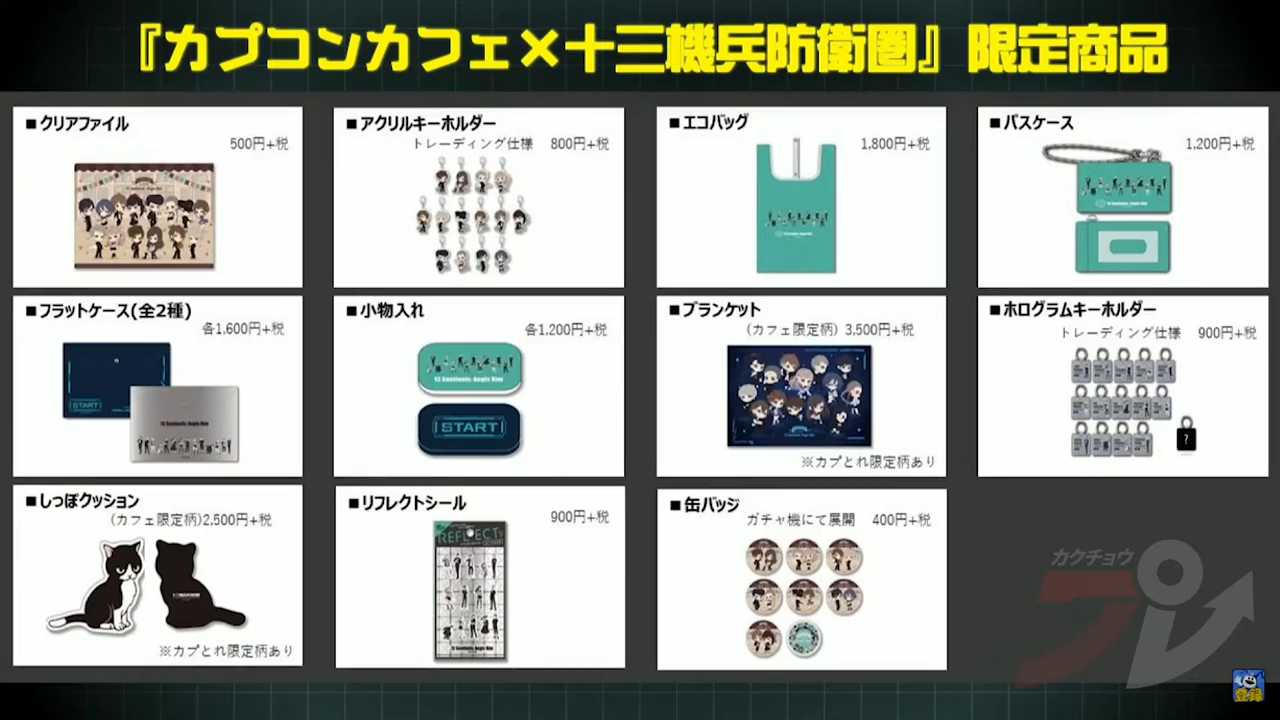 『カプコンカフェ×十三機兵防衛圏』限定商品
■クリアファイル
500円+税
■アクリルキーホルダー
トレーディング仕様 800円+税
■エコバッグ
1,800円+税
■パスケース
1,200円+税
■フラットケース(全2種)
各1,600円+税
START
13 Sentinels: Aegis Rim
■小物入れ
各1,200円+税
13 Sentinels: Aegis Rim
START
■ブランケット
(カフェ限定柄) 3,500円+税
※カプとれ限定柄あり
■ホログラムキーホルダー
トレーディング仕様 900円+税
?
■しっぽクッション
(カフェ限定柄)2,500円+税
※カプとれ限定柄あり
■リフレクトシール
900円+税
REFLECT
13 Sentinels: Aegis Rim
■缶バッジ
ガチャ機にて展開 400円+税
カクチョウ
プレ
登録